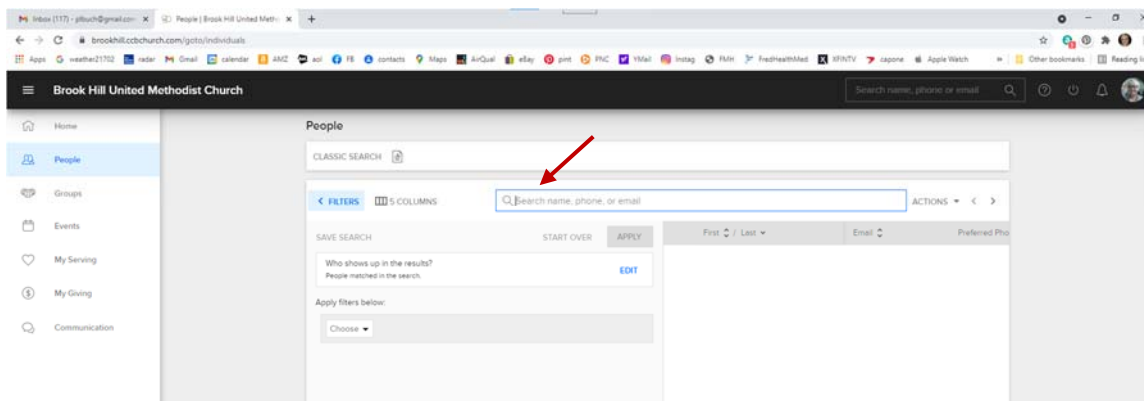 Inbox (117) - ptbuch@gmail.com
People | Brook Hill United Meth
brookhill.ccbchurch.com/goto/individuals
Apps weather21702 radar Gmail calender AMZ aol FB contacts Maps AirQual eBay pint PNC YMail Instag FMH FredHealthMed XFINTV capone Apple Watch » Other bookmarks Reading
Brook Hill United Methodist Church
Search name, phone or email
Home
People
Groups
Events
My Serving
My Giving
Communication
People
CLASSIC SEARCH
FILTERS 5 COLUMNS Search name, phone, or email ACTIONS
SAVE SEARCH START OVER APPLY First / Last Email Preferred Pho
Who shows up in the results?
People matched in the search.
EDIT
Apply filters below:
Choose